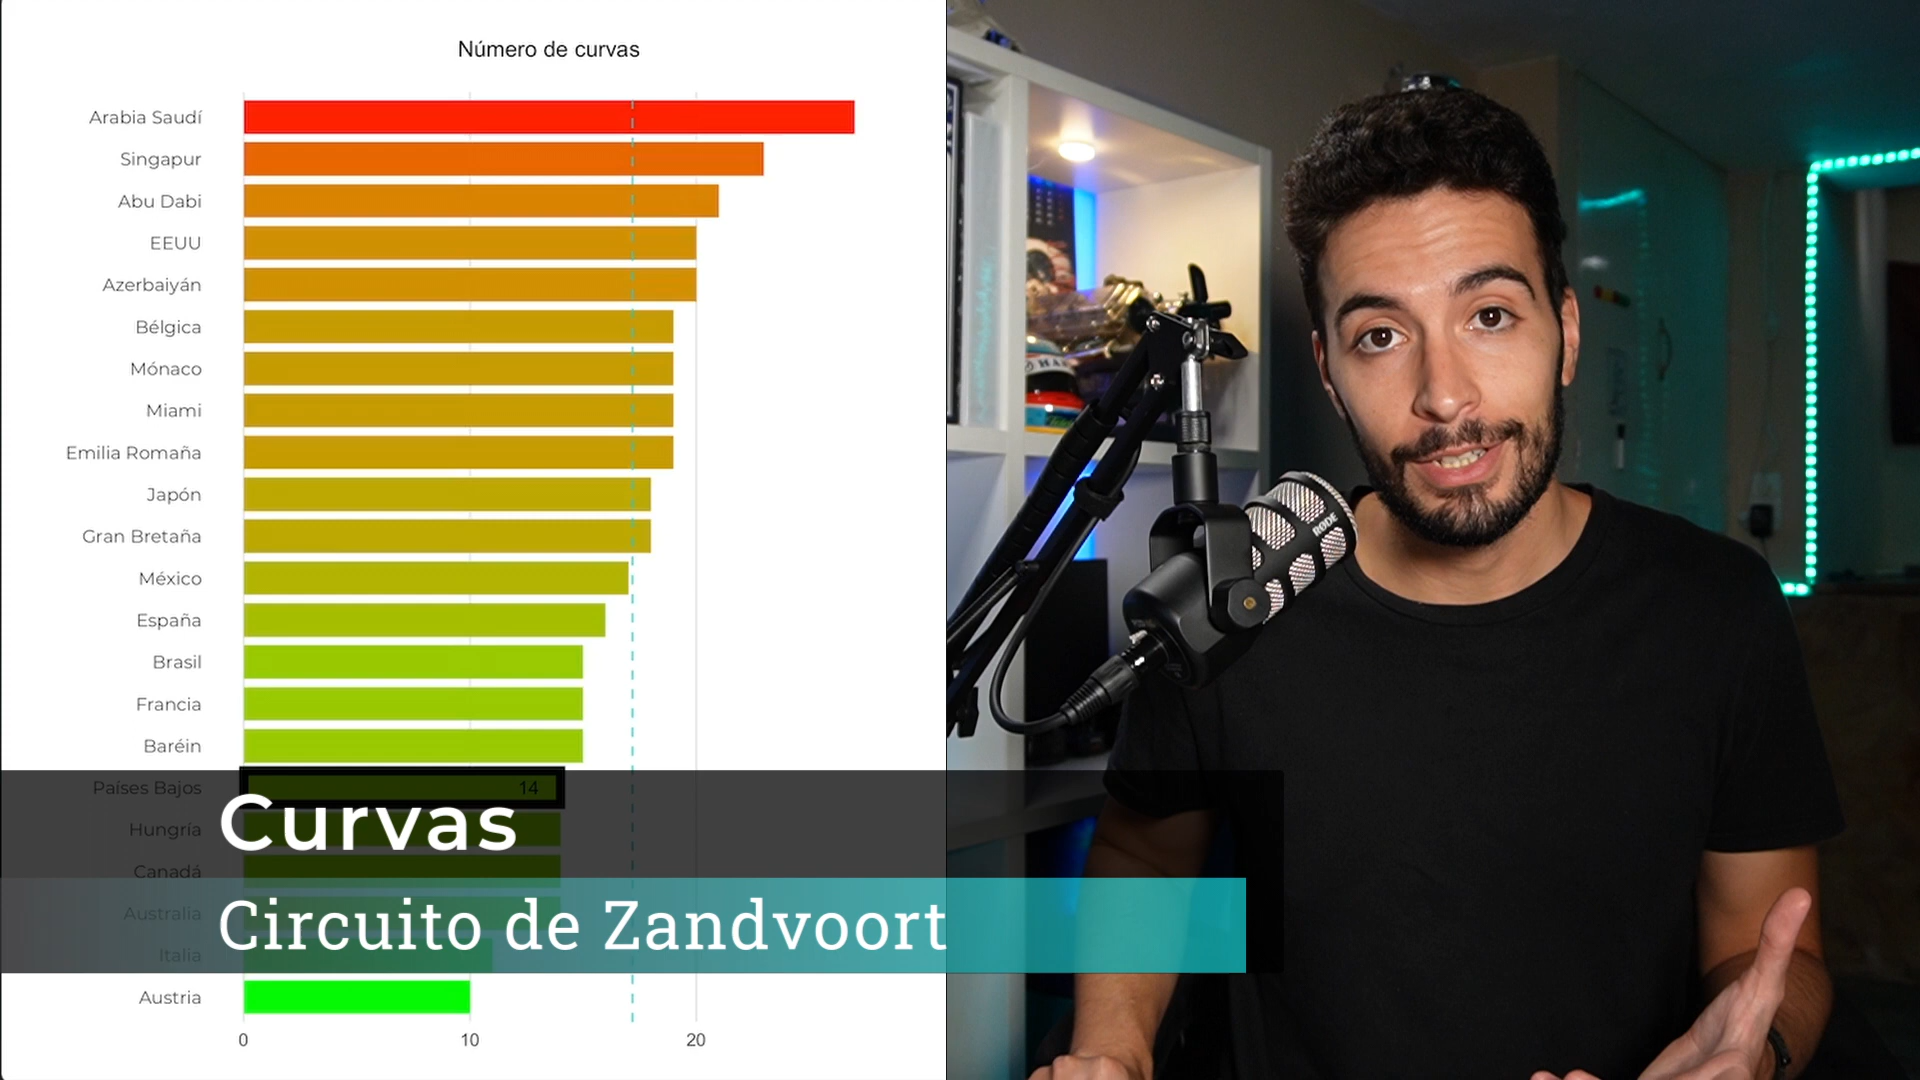 Número de curvas
Arabia Saudí
Singapur
Abu Dabi
EEUU
Azerbaiyán
Bélgica
Mónaco
Miami
Emilia Romaña
Japón
Gran Bretaña
México
España
Brasil
Francia
Baréin
Países Bajos 14
Hungría
Canadá
Australia
Italia
Austria
0 10 20
Curvas
Circuito de Zandvoort
RØDE